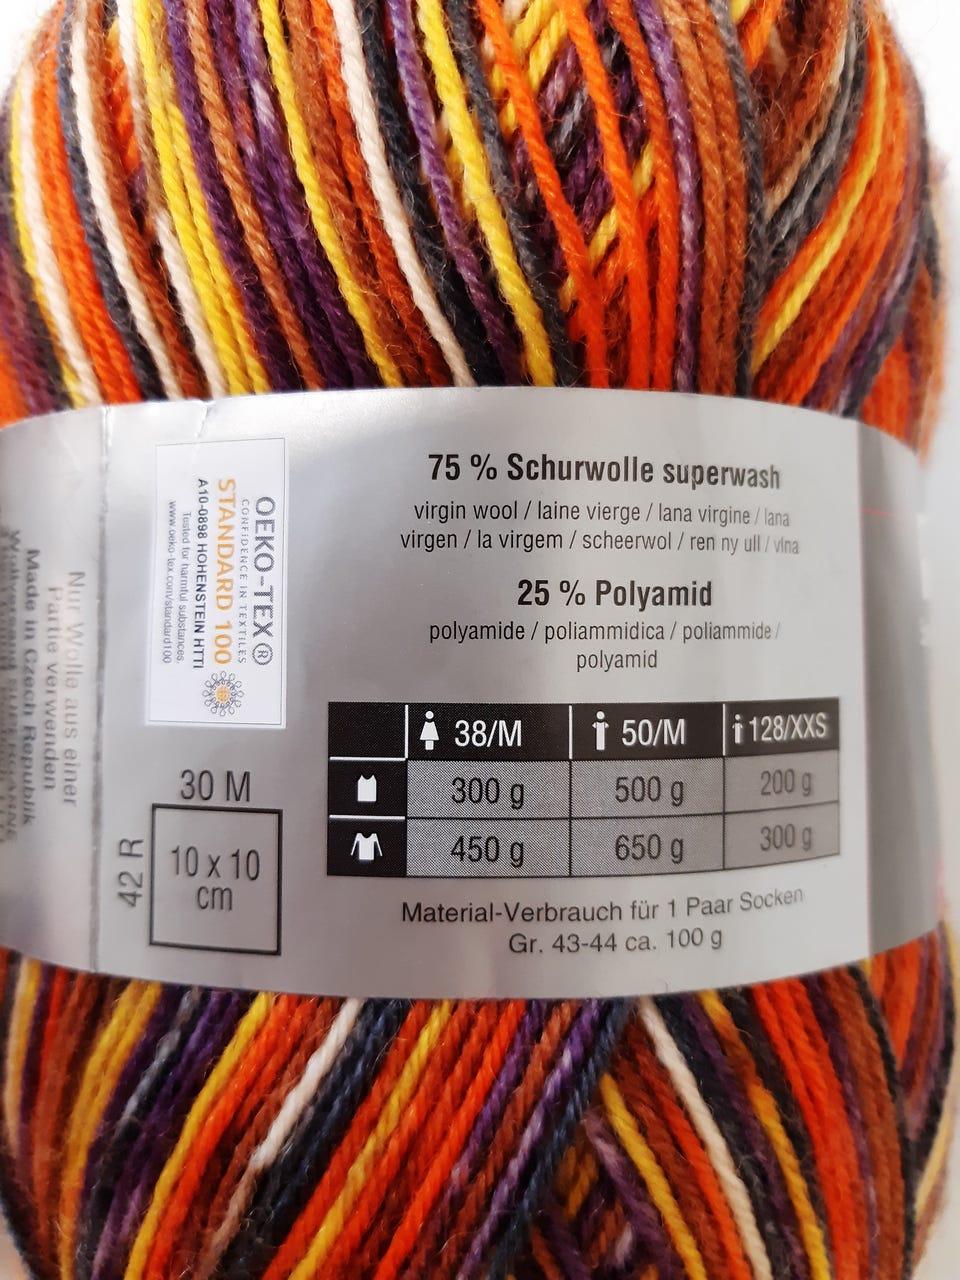 75 % Schurwolle superwash
virgin wool / laine vierge / lana virgine / lana
virgen / la virgem / scheerwol / ren ny ull / vlna
25 % Polyamid
polyamide / poliammidica / poliammide /
polyamid
38/M 50/M 128/XXS
300 g 500 g 200 g
450 g 650 g 300 g
Material-Verbrauch für 1 Paar Socken
Gr. 43-44 ca. 100 g
OEKO-TEX®
CONFIDENCE IN TEXTILES
STANDARD 100
A10-0898 HOHENSTEIN HTTI
Tested for harmful substances.
www.oeko-tex.com/standard100
30 M
42 R
10 x 10
cm
Nur Wolle aus einer
Partie verwenden
Made in Czech Republik